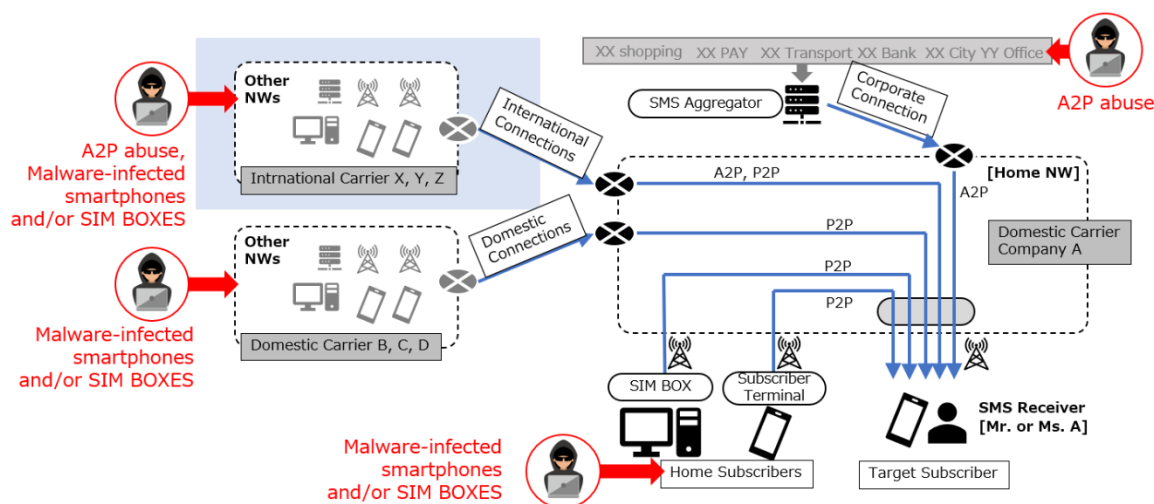 XX shopping XX PAY XX Transport XX Bank XX City YY Office
A2P abuse
SMS Aggregator
Corporate
Connection
Other
NWs
Intrnational Carrier X, Y, Z
A2P abuse,
Malware-infected
smartphones
and/or SIM BOXES
International
Connections
[Home NW]
A2P, P2P
A2P
Domestic Carrier
Company A
Other
NWs
Domestic Carrier B, C, D
Malware-infected
smartphones
and/or SIM BOXES
Domestic
Connections
P2P
P2P
P2P
SIM BOX
Subscriber
Terminal
SMS Receiver
[Mr. or Ms. A]
Malware-infected
smartphones
and/or SIM BOXES
Home Subscribers
Target Subscriber